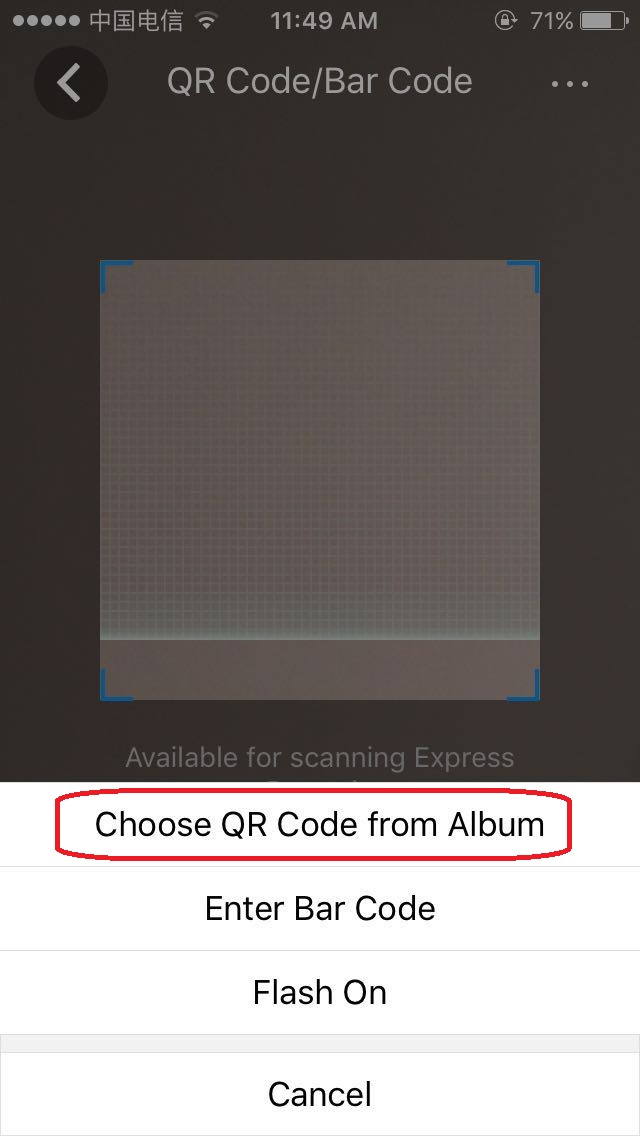 中国电信 11:49 AM 71%
QR Code/Bar Code
Available for scanning Express
Choose QR Code from Album
Enter Bar Code
Flash On
Cancel